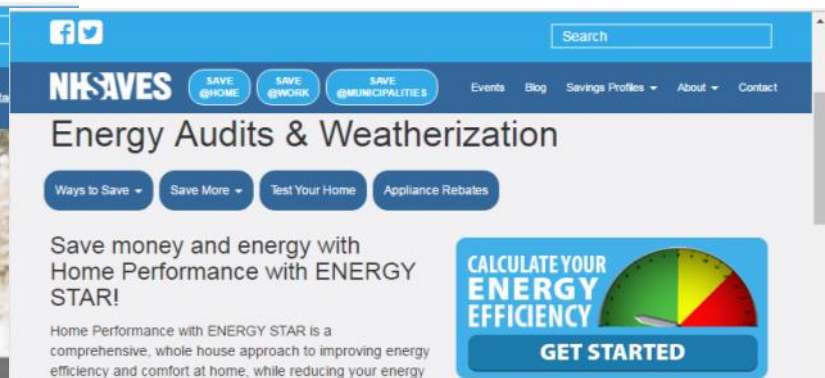 Search
NHSAVES
SAVE
@HOME
SAVE
@WORK
SAVE
@MUNICIPALITIES
Events Blog Savings Profiles About Contact
Energy Audits & Weatherization
Ways to Save Save More Test Your Home Appliance Rebates
Save money and energy with
Home Performance with ENERGY
STAR!
Home Performance with ENERGY STAR is a
comprehensive, whole house approach to improving energy
efficiency and comfort at home, while reducing your energy
CALCULATE YOUR
ENERGY
EFFICIENCY
GET STARTED